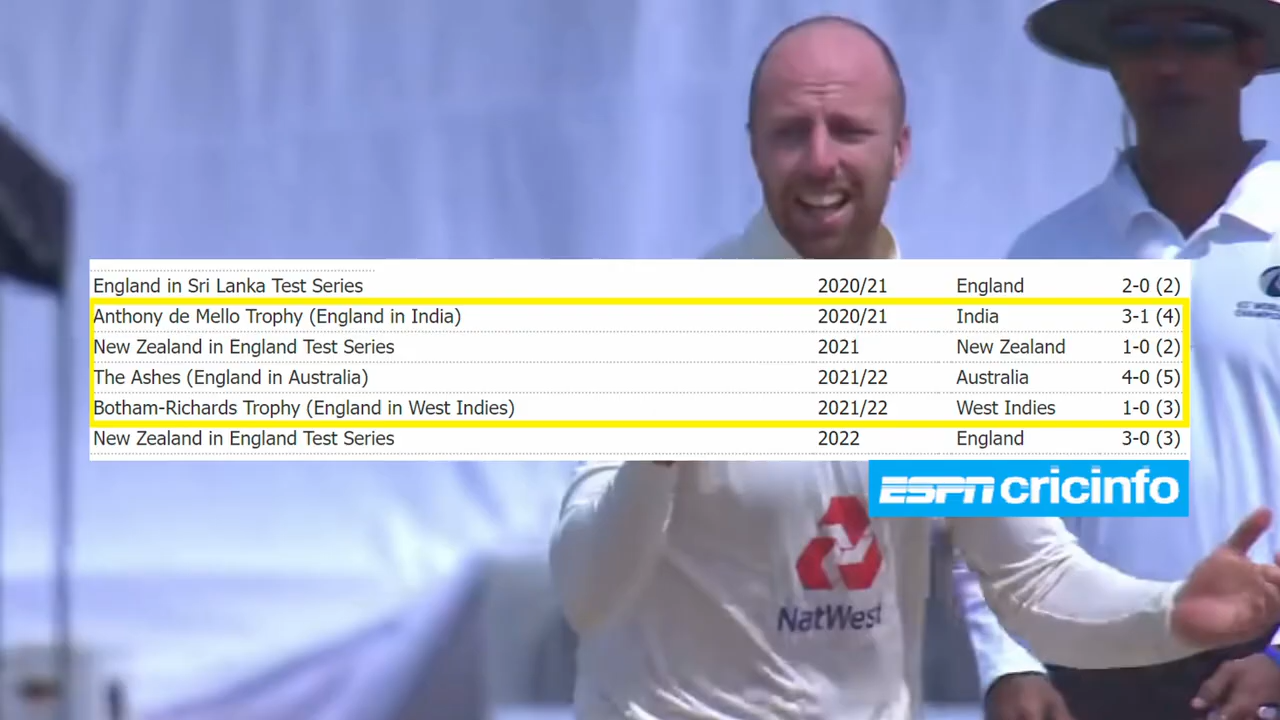 England in Sri Lanka Test Series 2020/21 England 2-0 (2)
Anthony de Mello Trophy (England in India) 2020/21 India 3-1 (4)
New Zealand in England Test Series 2021 New Zealand 1-0 (2)
The Ashes (England in Australia) 2021/22 Australia 4-0 (5)
Botham-Richards Trophy (England in West Indies) 2021/22 West Indies 1-0 (3)
New Zealand in England Test Series 2022 England 3-0 (3)
ESPN cricinfo
NatWest